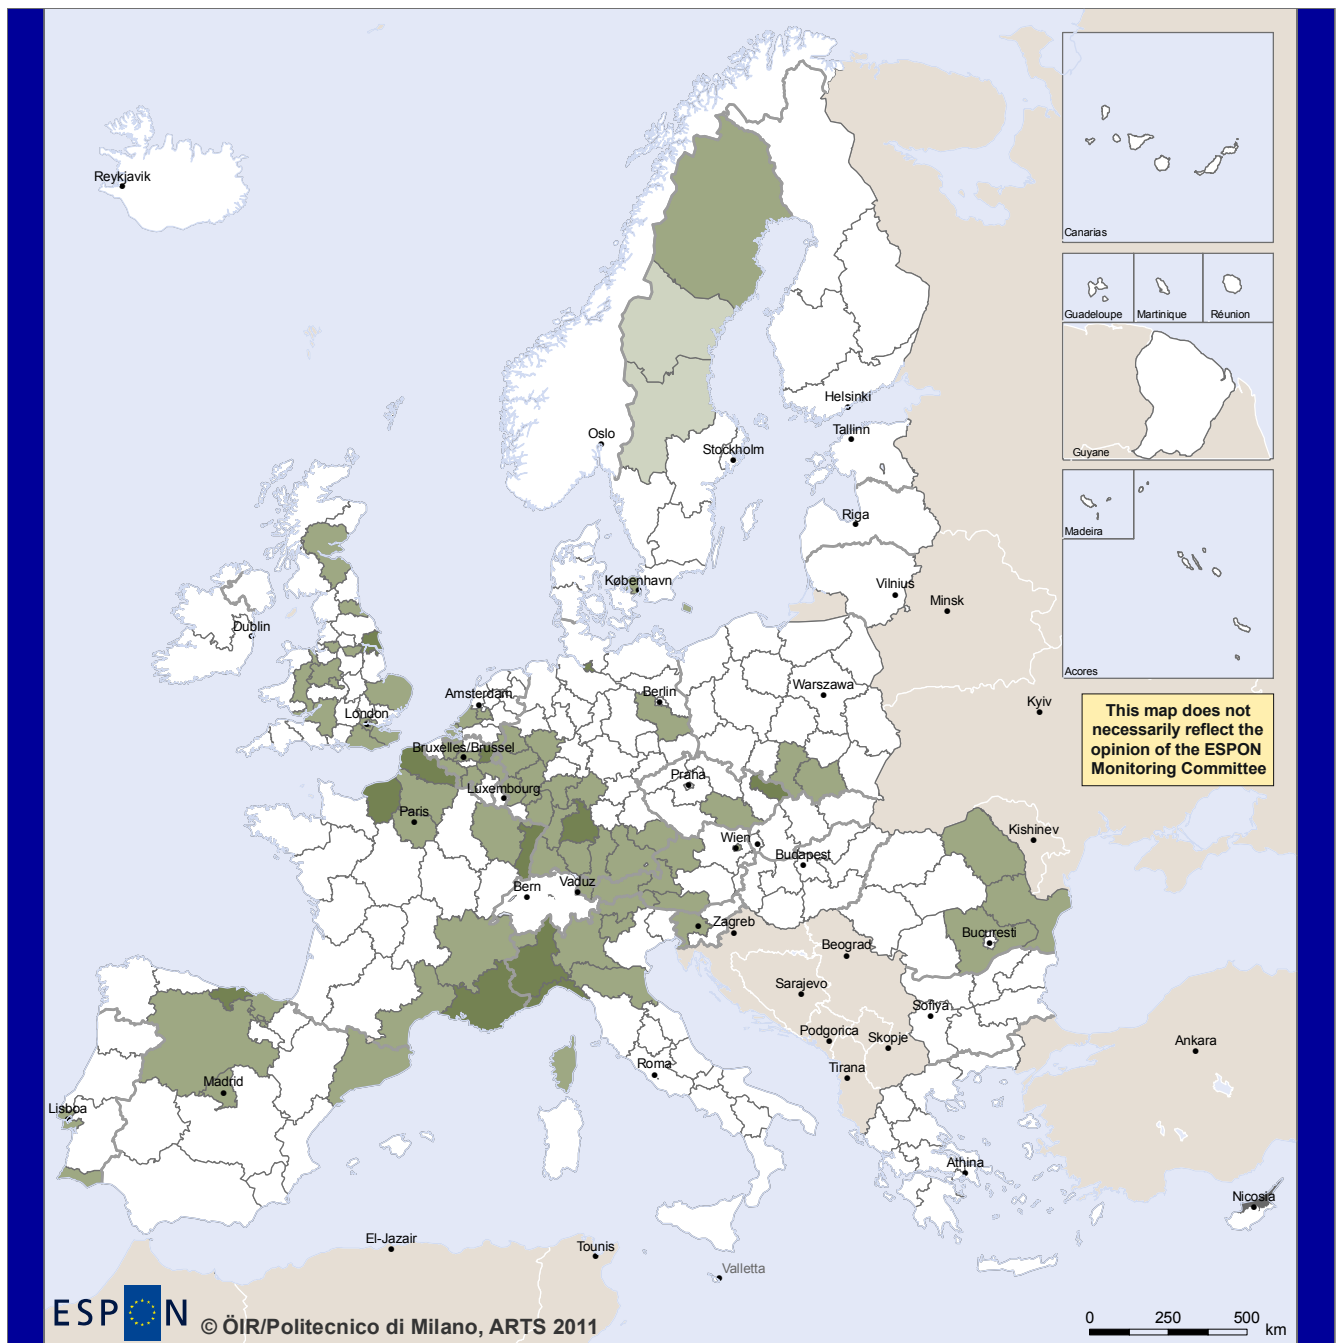 Reykjavik
Canarias
Guadeloupe
Martinique
Réunion
Guyane
Helsinki
Tallinn
Oslo
Stockholm
Madeira
Riga
København
Vilnius
Minsk
Dublin
Acores
Amsterdam
Berlin
Warszawa
London
Kyiv
This map does not
necessarily reflect the
opinion of the ESPON
Monitoring Committee
Bruxelles/Brussel
Praha
Luxembourg
Paris
Kishinev
Wien
Budapest
Bern
Vaduz
Zagreb
Bucuresti
Beograd
Sarajevo
Sofiya
Podgorica
Skopje
Ankara
Roma
Tirana
Madrid
Lisboa
Athina
Nicosia
El-Jazair
Tounis
Valletta
ESPON
© ÖIR/Politecnico di Milano, ARTS 2011
0 250 500
km